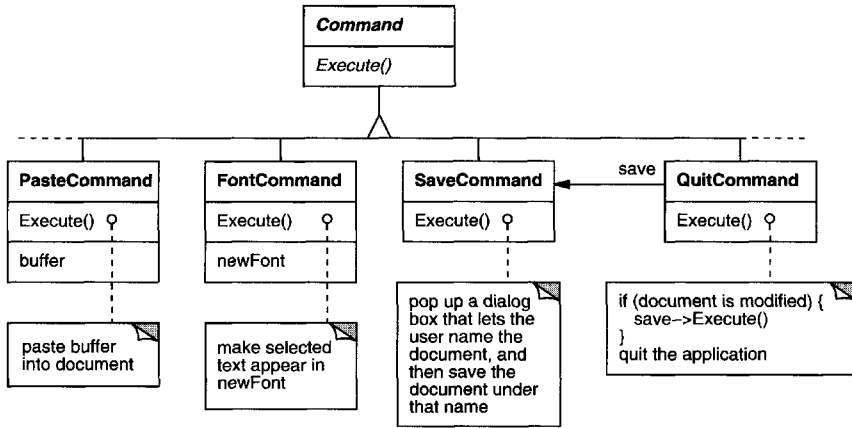 Command
Execute()
PasteCommand
Execute()
buffer
FontCommand
Execute()
newFont
SaveCommand
Execute()
save
QuitCommand
Execute()
paste buffer
into document
make selected
text appear in
newFont
pop up a dialog
box that lets the
user name the
document, and
then save the
document under
that name
if (document is modified) {
save->Execute()
}
quit the application